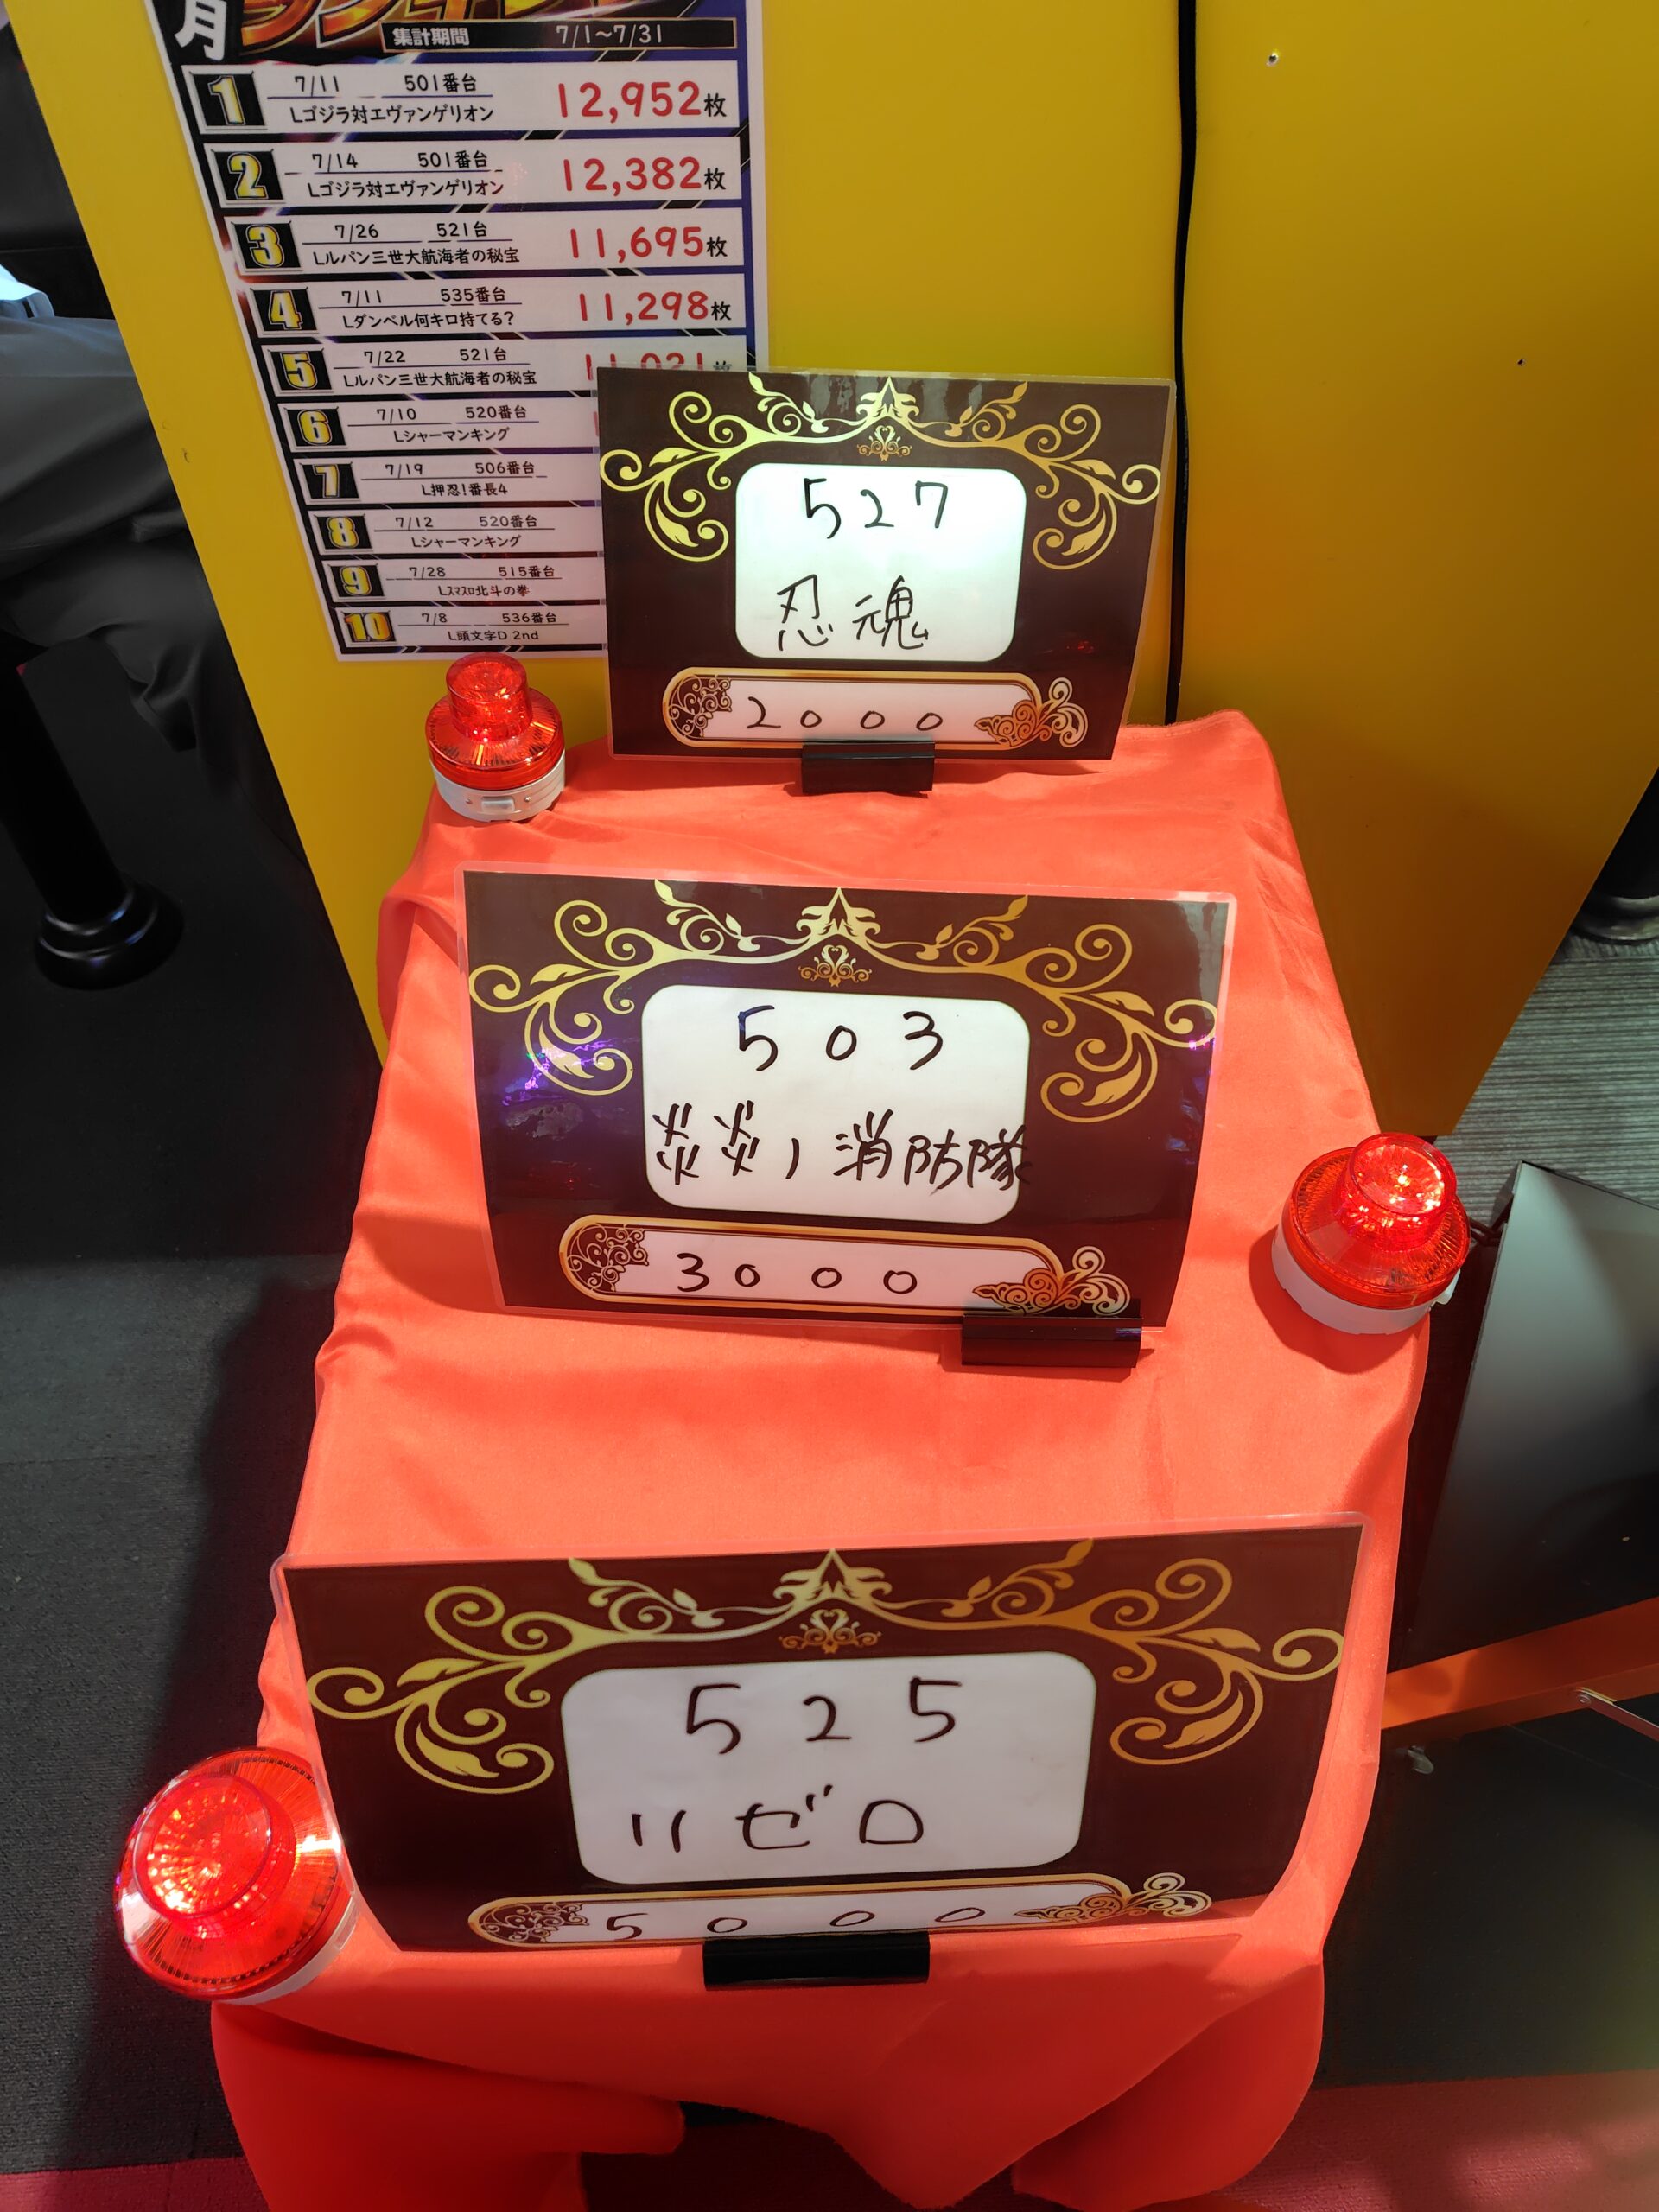 月
集計期間 7/1~7/31
1 7/11 501番台
Lゴジラ対エヴァンゲリオン 12,952枚
2 7/14 501番台
Lゴジラ対エヴァンゲリオン 12,382枚
3 7/26 521台
Lルパン三世大航海者の秘宝 11,695枚
4 7/11 535番台
Lダンベル何キロ持てる? 11,298枚
5 7/22 521台
Lルパン三世大航海者の秘宝 11,021枚
6 7/10 520番台
Lシャーマンキング
7 7/19 506番台
L押忍!番長4
8 7/12 520番台
Lシャーマンキング
9 7/28 515番台
Lスマスロ北斗の拳
10 7/8 536番台
L頭文字D 2nd
527
忍魂
2000
503
炎炎ノ消防隊
3000
525
リゼロ
5000